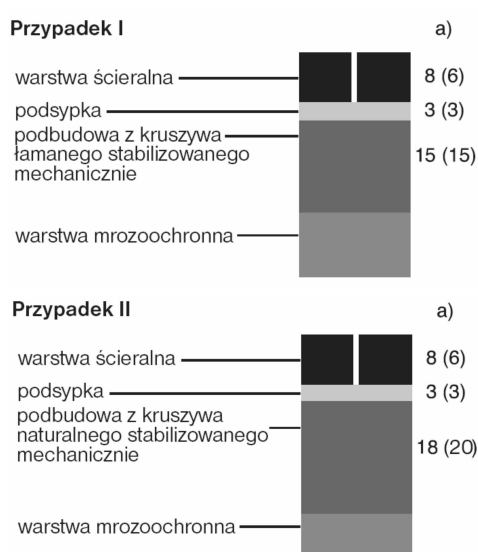 Przypadek I a)
warstwa ścieralna 8 (6)
podsypka 3 (3)
podbudowa z kruszywa
łamanego stabilizowanego 15 (15)
mechanicznie
warstwa mrozoochronna
Przypadek II a)
warstwa ścieralna 8 (6)
podsypka 3 (3)
podbudowa z kruszywa
naturalnego stabilizowanego 18 (20)
mechanicznie
warstwa mrozoochronna